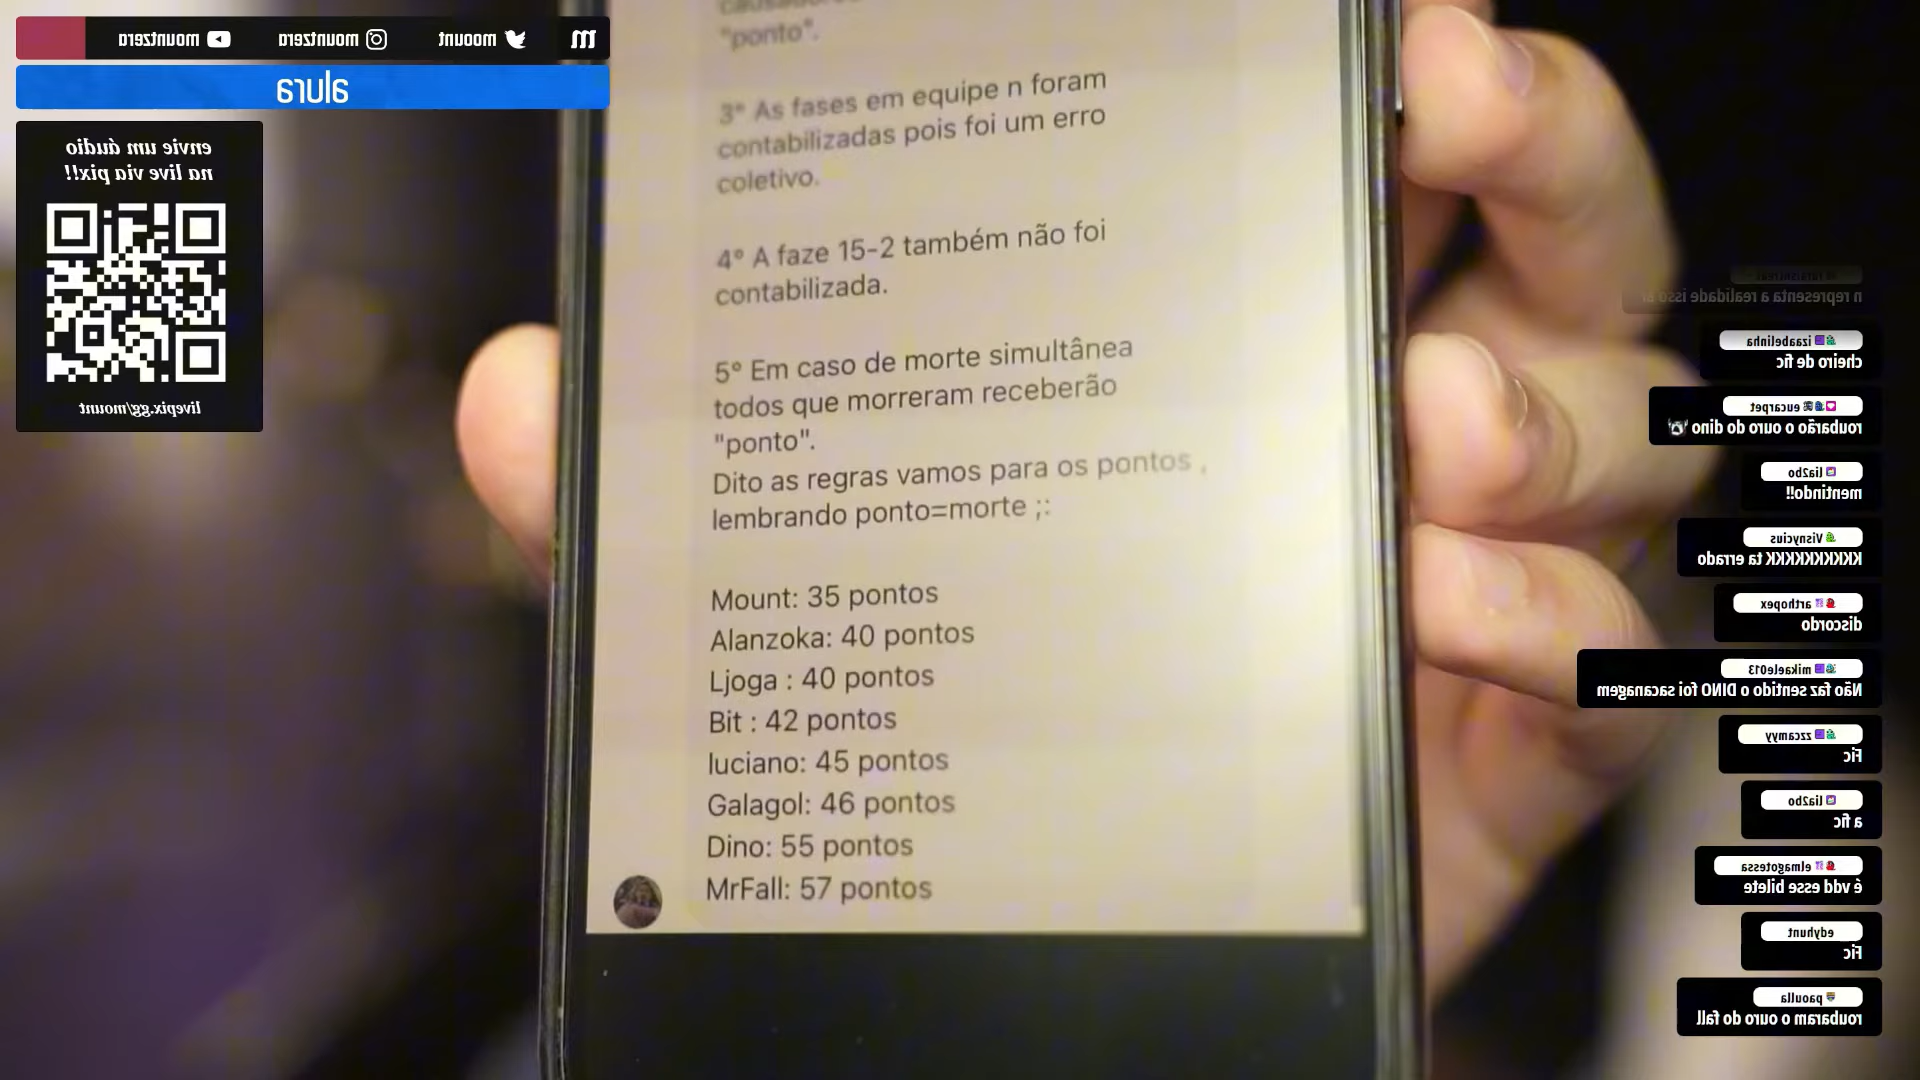 mountzera
mountzera
mooount
m
alura
envie um áudio
na live via pix!!
livepix.gg/mount
"ponto".
3° As fases em equipe n foram
contabilizadas pois foi um erro
coletivo.
4° A faze 15-2 também não foi
contabilizada.
5° Em caso de morte simultânea
todos que morreram receberão
"ponto".
Dito as regras vamos para os pontos ,
lembrando ponto=morte ;:
Mount: 35 pontos
Alanzoka: 40 pontos
Ljoga : 40 pontos
Bit : 42 pontos
luciano: 45 pontos
Galagol: 46 pontos
Dino: 55 pontos
MrFall: 57 pontos
n representa a realidade isso
izaabelinha
cheiro de fic
eucarpet
roubarão o ouro do dino
lia2bo
mentindo!!
Visnycius
KKKKKKKKKK ta errado
arthopex
discordo
mikaele013
Não faz sentido o DINO foi sacanagem
zzcamyy
Fic
lia2bo
a fic
elmagotessa
é vdd esse bilete
edyhunt
Fic
paoulla
roubaram o ouro do fall